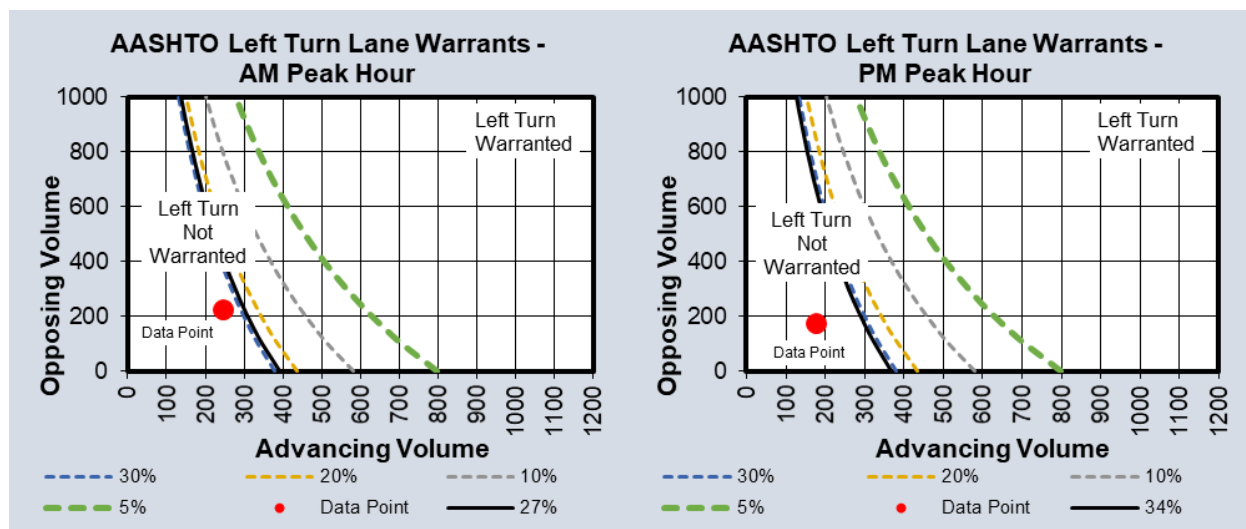 AASHTO Left Turn Lane Warrants -
AM Peak Hour
Opposing Volume
1000
800
600
400
200
0
Left Turn
Warranted
Left Turn
Not
Warranted
Data Point
0
100
200
300
400
500
600
700
800
900
1000
1100
1200
Advancing Volume
30%
20%
10%
5%
Data Point
27%
AASHTO Left Turn Lane Warrants -
PM Peak Hour
Opposing Volume
1000
800
600
400
200
0
Left Turn
Warranted
Left Turn
Not
Warranted
Data Point
0
100
200
300
400
500
600
700
800
900
1000
1100
1200
Advancing Volume
30%
20%
10%
5%
Data Point
34%